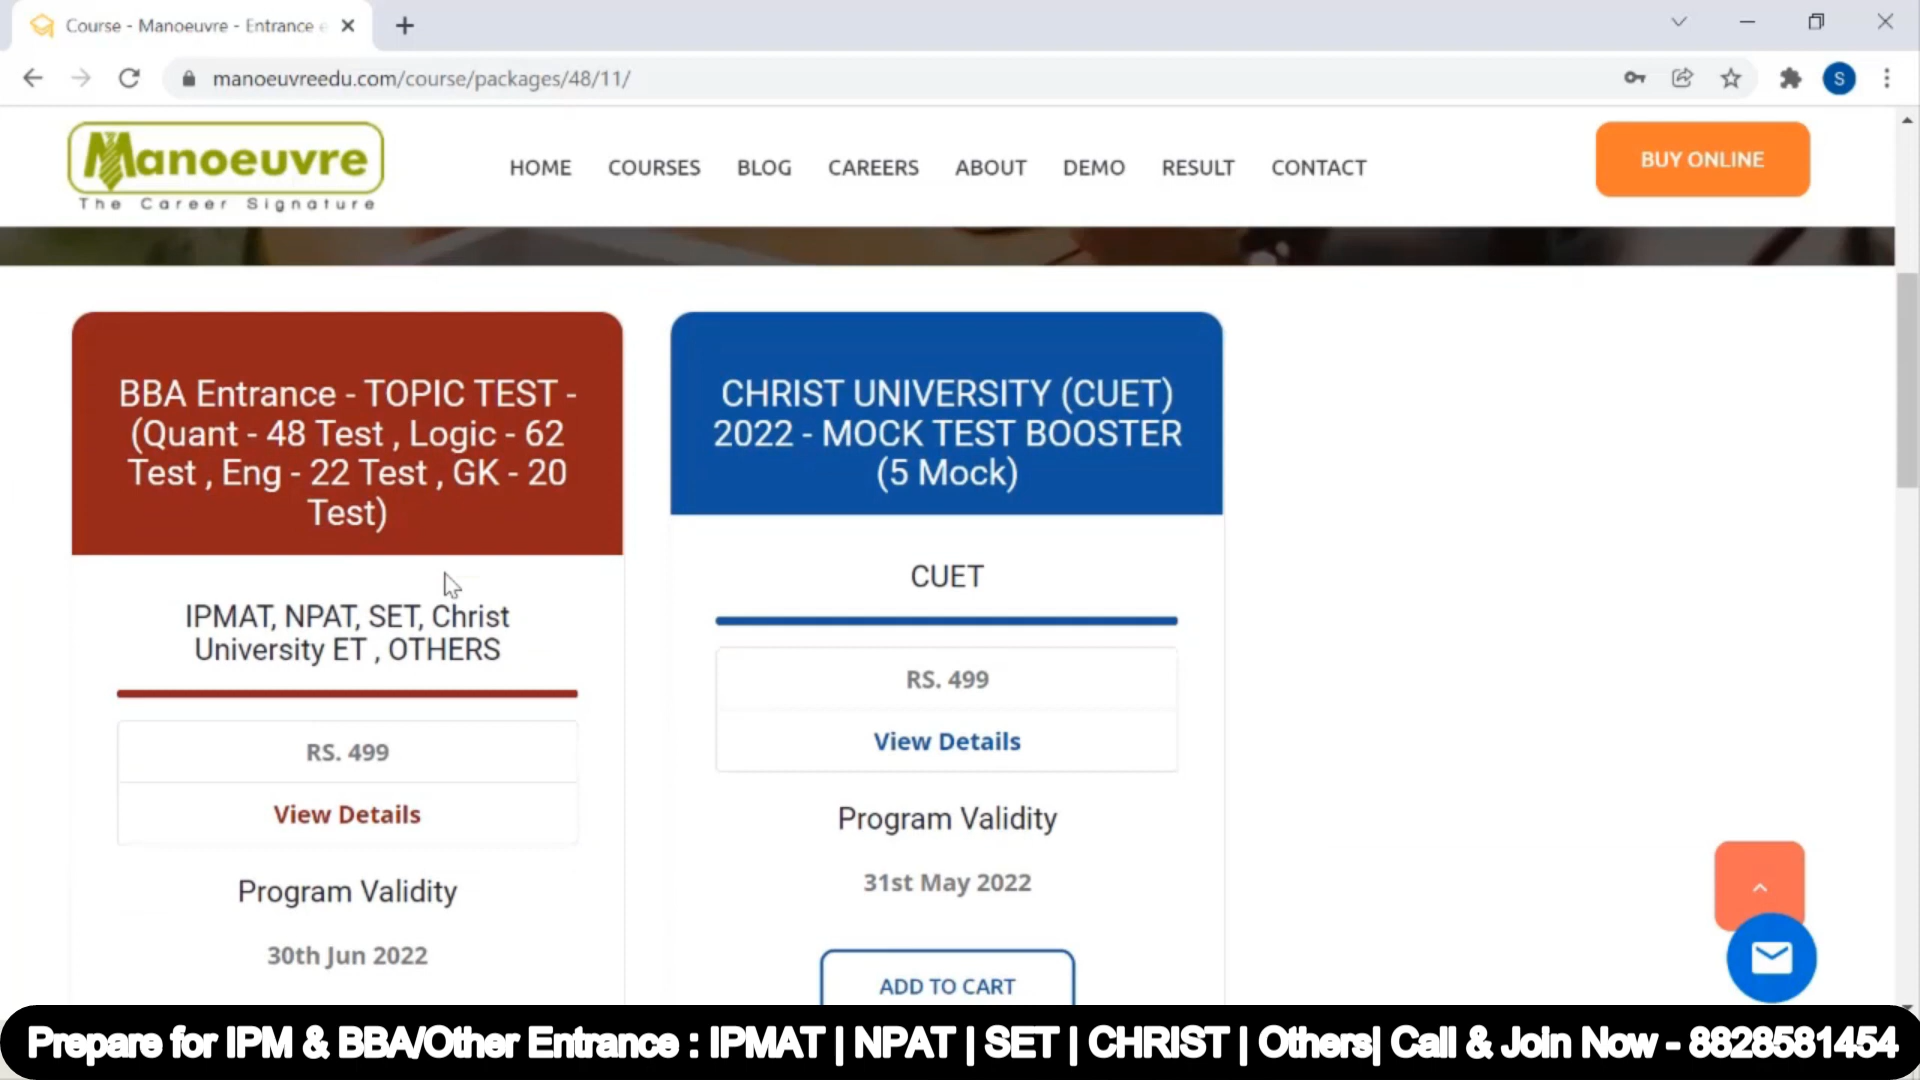 Course - Manoeuvre - Entrance e
manoeuvreedu.com/course/packages/48/11/
S
Manoeuvre
The Career Signature
HOME
COURSES
BLOG
CAREERS
ABOUT
DEMO
RESULT
CONTACT
BUY ONLINE
BBA Entrance - TOPIC TEST -
(Quant - 48 Test , Logic - 62
Test , Eng - 22 Test , GK - 20
Test)
IPMAT, NPAT, SET, Christ
University ET , OTHERS
RS. 499
View Details
Program Validity
30th Jun 2022
CHRIST UNIVERSITY (CUET)
2022 - MOCK TEST BOOSTER
(5 Mock)
CUET
RS. 499
View Details
Program Validity
31st May 2022
ADD TO CART
Prepare for IPM & BBA/Other Entrance : IPMAT | NPAT | SET | CHRIST | Others| Call & Join Now - 8828581454